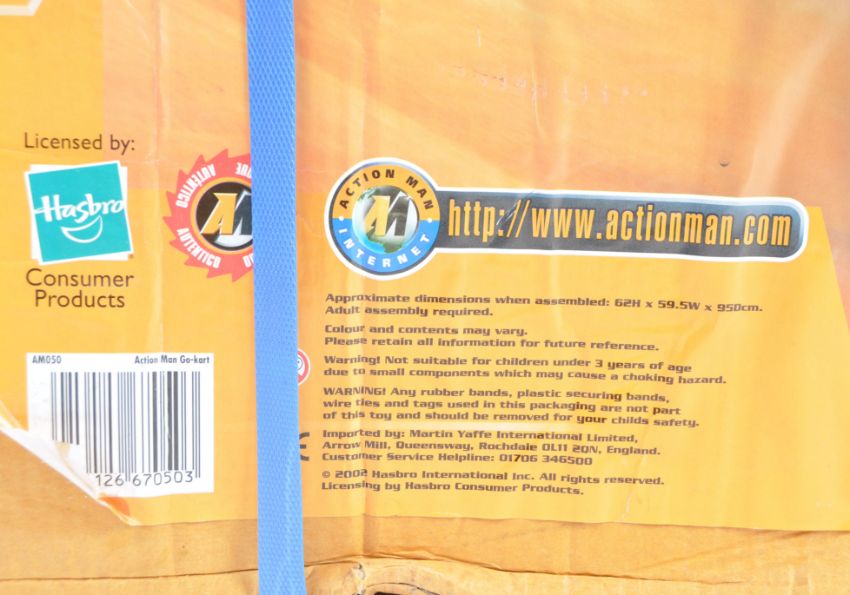 Licensed by:
Hasbro
Consumer
Products
AUTÉNTICO
AUTENTICO
ACTION MAN
AM
INTERNET
http://www.actionman.com
Approximate dimensions when assembled: 62H x 59.5W x 95Dcm.
Adult assembly required.
Colour and contents may vary.
Please retain all information for future reference.
Warning! Not suitable for children under 3 years of age
due to small components which may cause a choking hazard.
WARNING! Any rubber bands, plastic securing bands,
wire ties and tags used in this packaging are not part
of this toy and should be removed for your childs safety.
Imported by: Martin Yaffe International Limited,
Arrow Mill, Queensway, Rochdale OL11 2QN, England.
Customer Service Helpline: 01706 346500
© 2002 Hasbro International Inc. All rights reserved.
Licensing by Hasbro Consumer Products.
AM050 Action Man Go-kart
126 670503